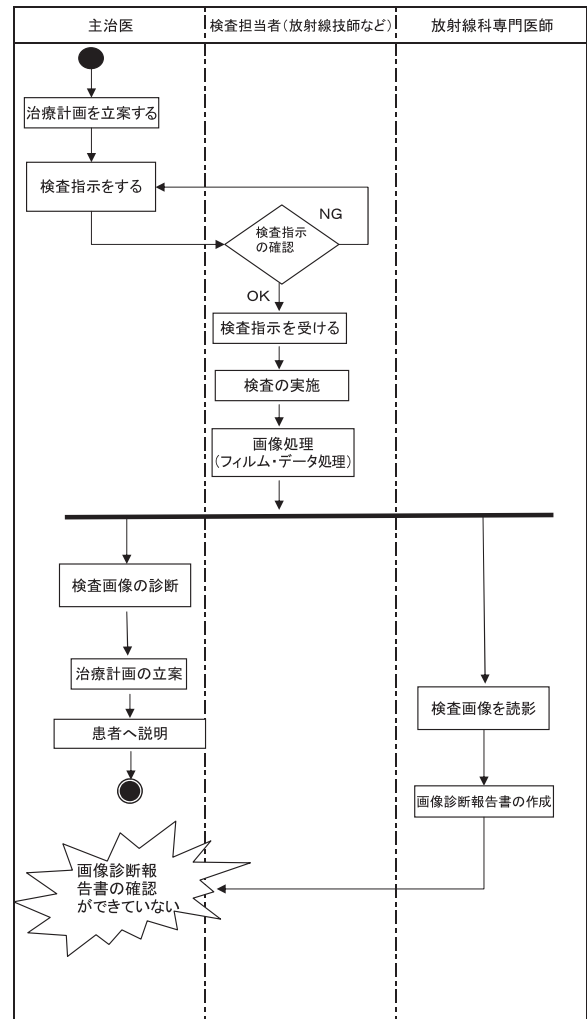 主治医
検査担当者(放射線技師など)
放射線科専門医師
治療計画を立案する
検査指示をする
NG
検査指示
の確認
OK
検査指示を受ける
検査の実施
画像処理
(フィルム・データ処理)
検査画像の診断
治療計画の立案
検査画像を読影
患者へ説明
画像診断報告書の作成
画像診断報
告書の確認
ができていない